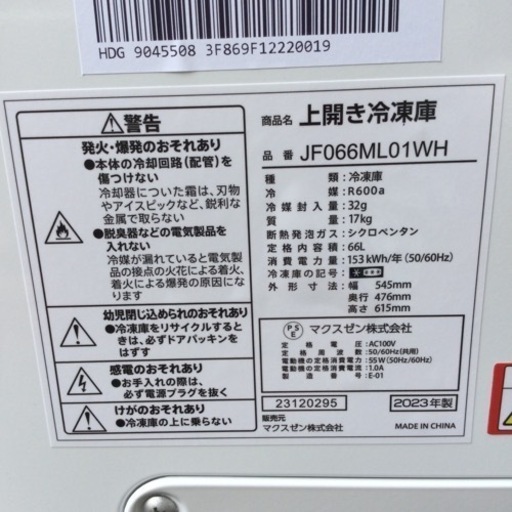 HDG 9045508 3F869F12220019
警告
発火・爆発のおそれあり
●本体の冷却回路(配管)を
傷つけない
冷却器についた霜は、刃物
やアイスピックなど、鋭利な
金属で取らない
●脱臭器などの電気製品を
入れない
冷媒が漏れていると電気製
品の接点の火花による着火、
着火による爆発の原因にな
ります
幼児閉じ込められのおそれあり
●冷凍庫をリサイクルすると
きは、必ずドアパッキンを
はずす
感電のおそれあり
●お手入れの際は、
必ず電源プラグを抜く
けがのおそれあり
●冷凍庫の上に乗らない
商品名 上開き冷凍庫
品番 JF066ML01WH
種類:冷凍庫
冷媒:R600a
冷媒封入量:32g
質量:17kg
断熱発泡ガス:シクロペンタン
定格内容積:66L
消費電力量:153 kWh/年 (50/60Hz)
冷凍庫の記号:
外形寸法:幅 545mm
奥行 476mm
高さ 615mm
PSE マクスゼン株式会社
定格電圧:AC100V
定格周波数:50/60Hz(共用)
電動機の定格消費電力:55W(50Hz/60Hz)
電動機の定格消費電流:1.0A
製造番号:E-01
23120295
2023年製
販売元
マクスゼン株式会社
MADE IN CHINA